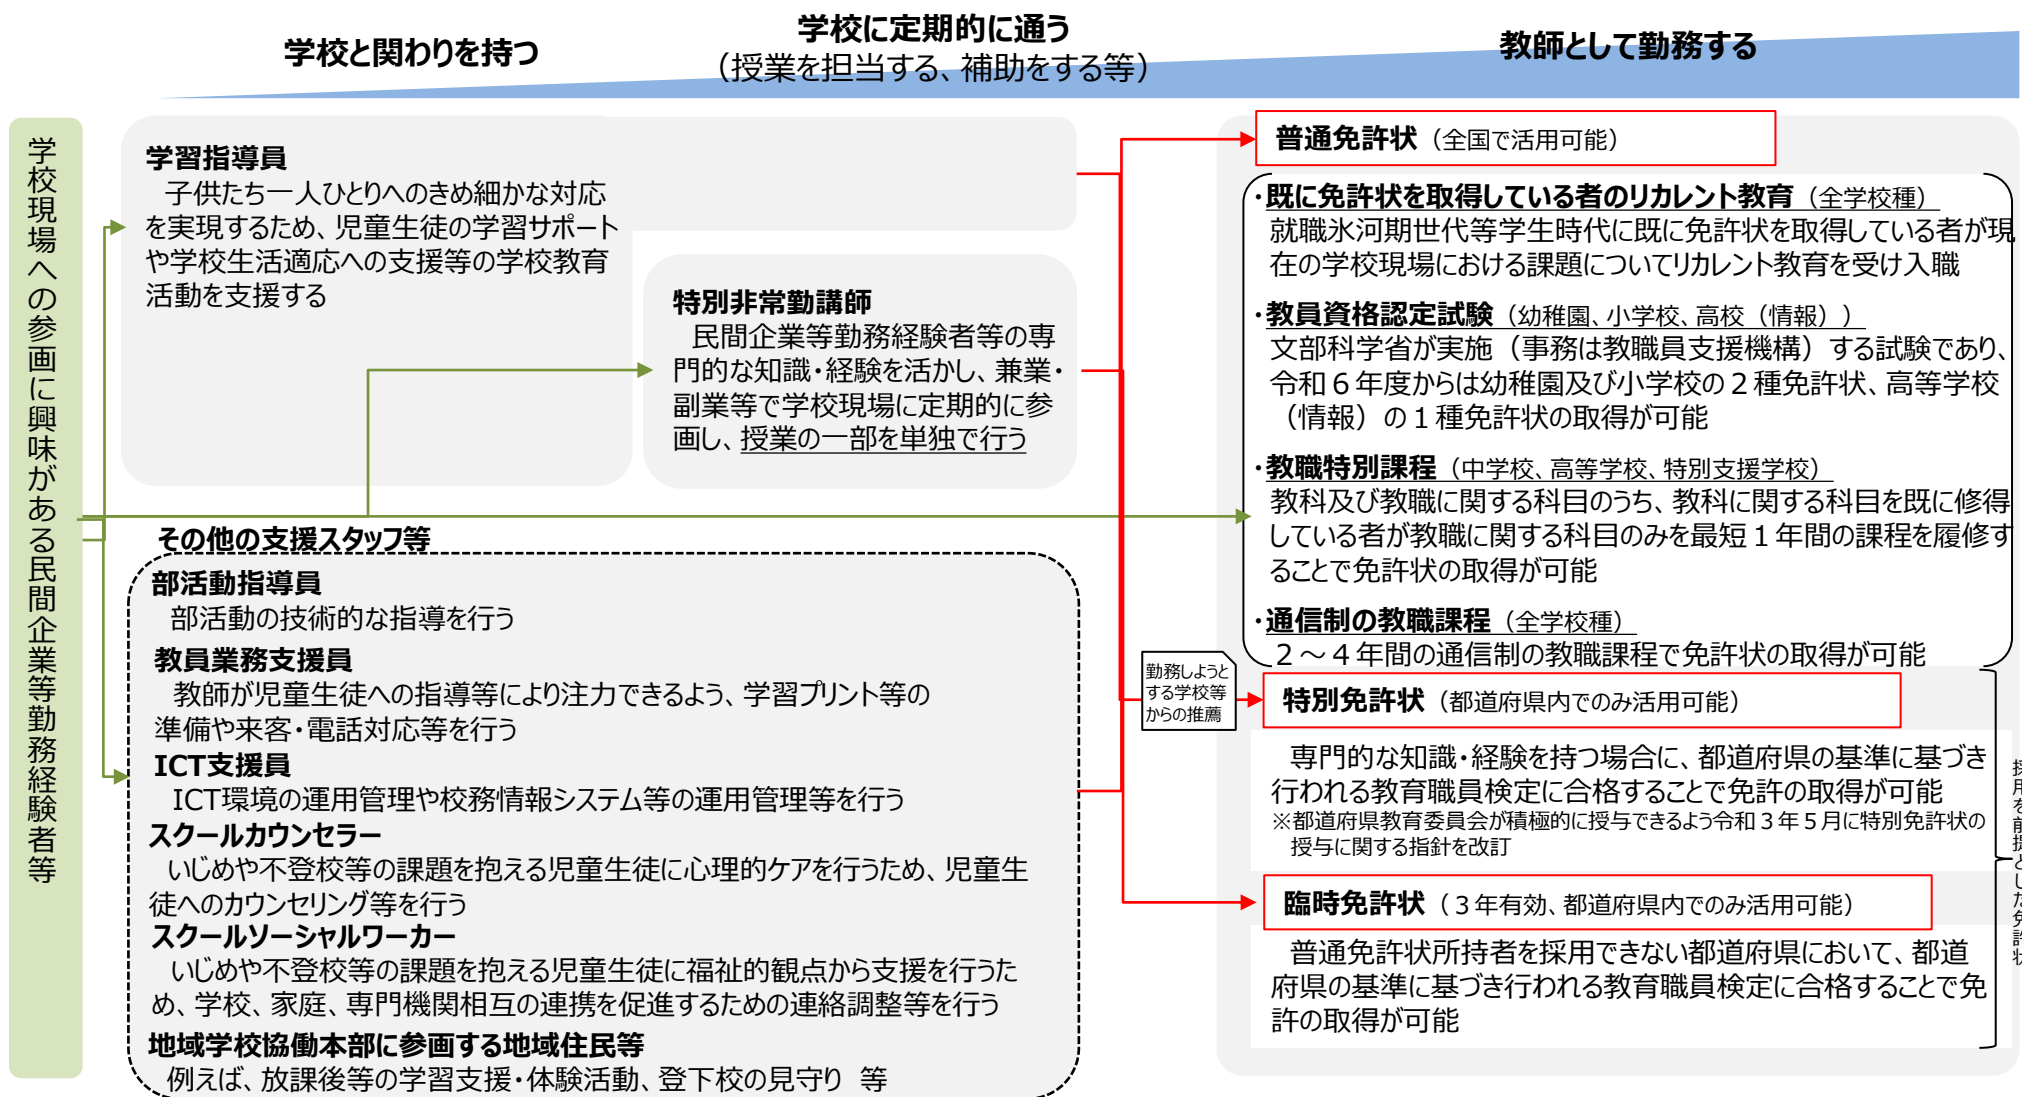 学校と関わりを持つ
学校に定期的に通う
（授業を担当する、補助をする等）
教師として勤務する
学校現場への参画に興味がある民間企業等勤務経験者等
学習指導員
子供たち一人ひとりへのきめ細かな対応
を実現するため、児童生徒の学習サポート
や学校生活適応への支援等の学校教育
活動を支援する
特別非常勤講師
民間企業等勤務経験者等の専
門的な知識・経験を活かし、兼業・
副業等で学校現場に定期的に参
画し、授業の一部を単独で行う
その他の支援スタッフ等
部活動指導員
部活動の技術的な指導を行う
教員業務支援員
教師が児童生徒への指導等により注力できるよう、学習プリント等の
準備や来客・電話対応等を行う
ICT支援員
ICT環境の運用管理や校務情報システム等の運用管理等を行う
スクールカウンセラー
いじめや不登校等の課題を抱える児童生徒に心理的ケアを行うため、児童生
徒へのカウンセリング等を行う
スクールソーシャルワーカー
いじめや不登校等の課題を抱える児童生徒に福祉的観点から支援を行うた
め、学校、家庭、専門機関相互の連携を促進するための連絡調整等を行う
地域学校協働本部に参画する地域住民等
例えば、放課後等の学習支援・体験活動、登下校の見守り 等
普通免許状（全国で活用可能）
・既に免許状を取得している者のリカレント教育（全学校種）
就職氷河期世代等学生時代に既に免許状を取得している者が現
在の学校現場における課題についてリカレント教育を受け入職
・教員資格認定試験（幼稚園、小学校、高校（情報））
文部科学省が実施（事務は教職員支援機構）する試験であり、
令和６年度からは幼稚園及び小学校の２種免許状、高等学校
（情報）の１種免許状の取得が可能
・教職特別課程（中学校、高等学校、特別支援学校）
教科及び教職に関する科目のうち、教科に関する科目を既に修得
している者が教職に関する科目のみを最短１年間の課程を履修す
ることで免許状の取得が可能
・通信制の教職課程（全学校種）
２～４年間の通信制の教職課程で免許状の取得が可能
勤務しようと
する学校等
からの推薦
特別免許状（都道府県内でのみ活用可能）
専門的な知識・経験を持つ場合に、都道府県の基準に基づき
行われる教育職員検定に合格することで免許の取得が可能
※都道府県教育委員会が積極的に授与できるよう令和３年５月に特別免許状の
授与に関する指針を改訂
臨時免許状（３年有効、都道府県内でのみ活用可能）
普通免許状所持者を採用できない都道府県において、都道
府県の基準に基づき行われる教育職員検定に合格することで免
許の取得が可能
採用を前提とした免許状